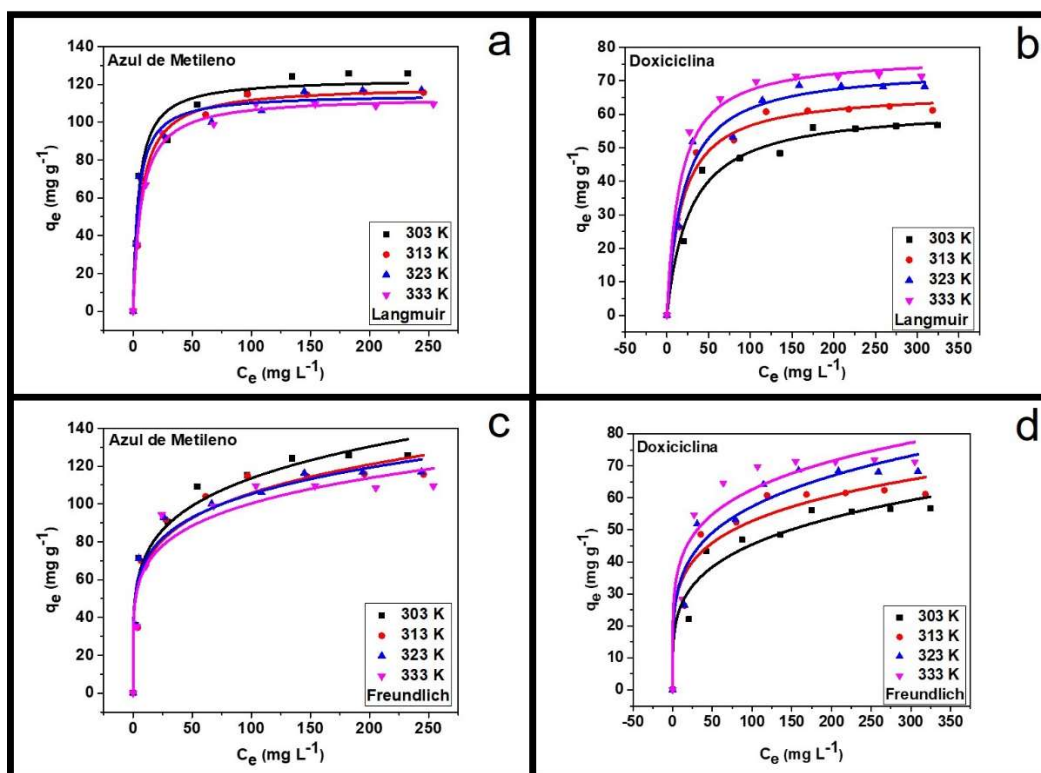 a
Azul de Metileno
140
120
100
80
60
40
20
0
qe (mg g-1)
303 K
313 K
323 K
333 K
Langmuir
0 50 100 150 200 250
Ce (mg L-1)
b
Doxiciclina
80
70
60
50
40
30
20
10
0
qe (mg g-1)
303 K
313 K
323 K
333 K
Langmuir
-50 0 50 100 150 200 250 300 350
Ce (mg L-1)
c
Azul de Metileno
140
120
100
80
60
40
20
0
qe (mg g-1)
303 K
313 K
323 K
333 K
Freundlich
0 50 100 150 200 250
Ce (mg L-1)
d
Doxiciclina
80
70
60
50
40
30
20
10
0
qe (mg g-1)
303 K
313 K
323 K
333 K
Freundlich
-50 0 50 100 150 200 250 300 350
Ce (mg L-1)